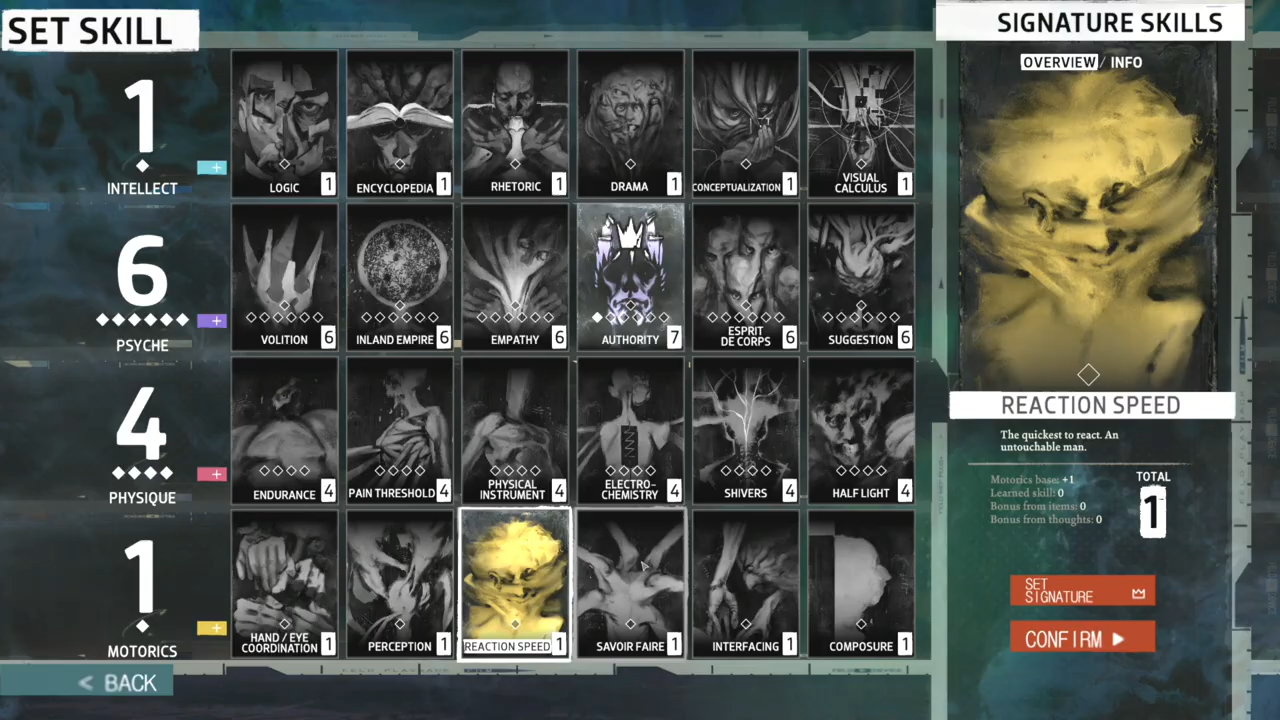 SET SKILL
SIGNATURE SKILLS
OVERVIEW / INFO
1
INTELLECT
+
LOGIC 1
ENCYCLOPEDIA 1
RHETORIC 1
DRAMA 1
CONCEPTUALIZATION 1
VISUAL
CALCULUS 1
6
PSYCHE
+
VOLITION 6
INLAND EMPIRE 6
EMPATHY 6
AUTHORITY 7
ESPRIT
DE CORPS 6
SUGGESTION 6
4
PHYSIQUE
+
ENDURANCE 4
PAIN THRESHOLD 4
PHYSICAL
INSTRUMENT 4
ELECTRO-
CHEMISTRY 4
SHIVERS 4
HALF LIGHT 4
1
MOTORICS
+
HAND / EYE
COORDINATION 1
PERCEPTION 1
REACTION SPEED 1
SAVOIR FAIRE 1
INTERFACING 1
COMPOSURE 1
REACTION SPEED
The quickest to react. An
untouchable man.
Motorics base: +1
Learned skill: 0
Bonus from items: 0
Bonus from thoughts: 0
TOTAL
1
SET
SIGNATURE
CONFIRM
< BACK